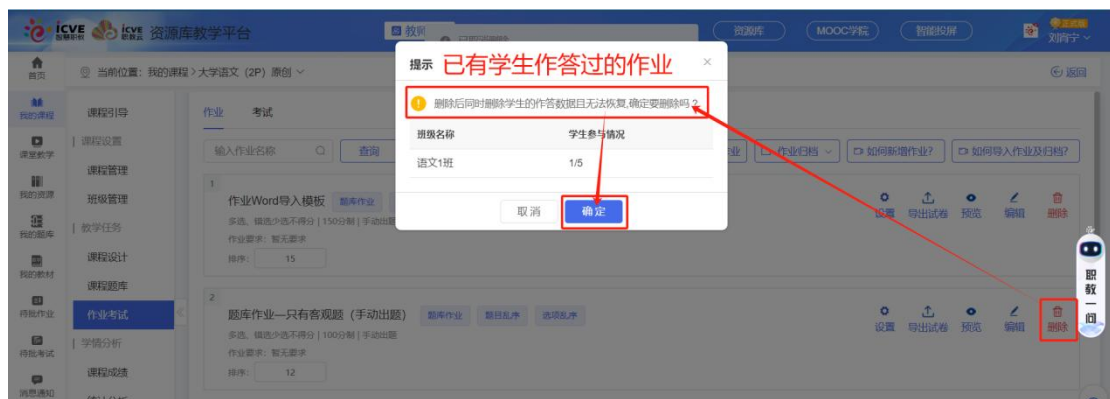 icve 智慧职教 icve 职教云 资源库教学平台
资源库
MOOC学院
智能投屏
正式版
首页
当前位置：我的课程>大学语文（2P）原创
返回
提示
已有学生作答过的作业
删除后同时删除学生的作答数据且无法恢复,确定要删除吗？
班级名称 学生参与情况
语文1班 1/5
取消 确定
我的课程
课堂教学
我的资源
我的题库
我的教材
待批作业
待批考试
消息通知
课程引导
课程设置
课程管理
班级管理
教学任务
课程设计
课程题库
作业考试
学情分析
课程成绩
作业 考试
输入作业名称 查询
作业归档 如何新增作业？ 如何导入作业及归档？
1
作业Word导入模板 题库作业
多选、错选少选不得分 | 150分制 | 手动出题
作业要求：暂无要求
排序： 15
设置 导出试卷 预览 编辑 删除
2
题库作业—只有客观题（手动出题） 题库作业 题目乱序 选项乱序
多选、错选少选不得分 | 100分制 | 手动出题
作业要求：暂无要求
排序： 12
设置 导出试卷 预览 编辑 删除
职教一问